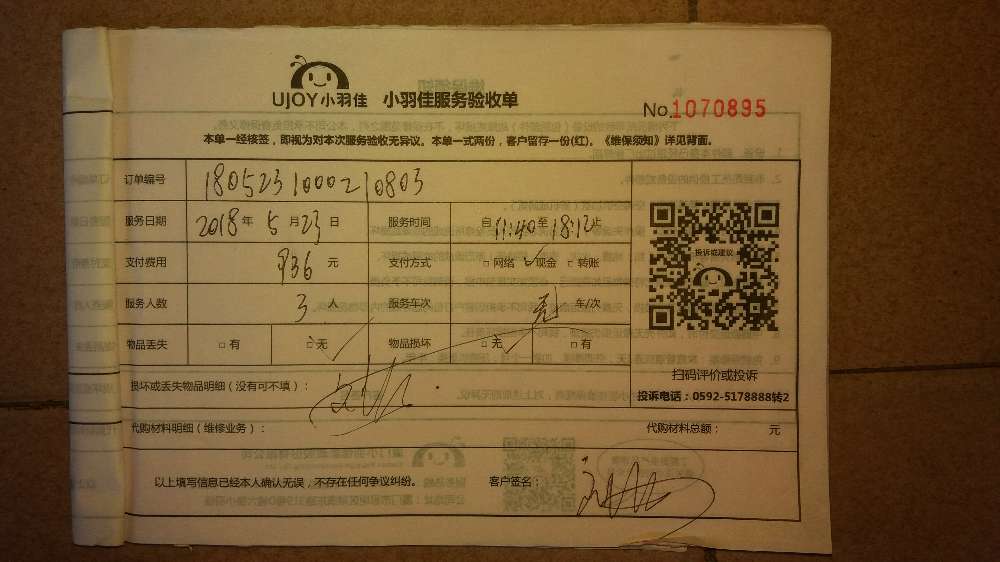 UJOY小羽佳 小羽佳服务验收单
No.1070895
本单一经核签，即视为对本次服务验收无异议。本单一式两份，客户留存一份(红)。《维保须知》详见背面。
订单编号 180523100021 0803
服务日期 2018年 5月23日 服务时间 自11:40至18:12止
支付费用 936 元 支付方式 □网络 ☑现金 □转账
服务人数 3 人 服务车次 无 车/次
物品丢失 □有 ☑无 物品损坏 ☑无 □有
投诉或建议
扫码评价或投诉
投诉电话：0592-5178888转2
损坏或丢失物品明细（没有可不填）：
代购材料明细（维修业务）： 代购材料总额： 元
以上填写信息已经本人确认无误，不存在任何争议纠纷。 客户签名：